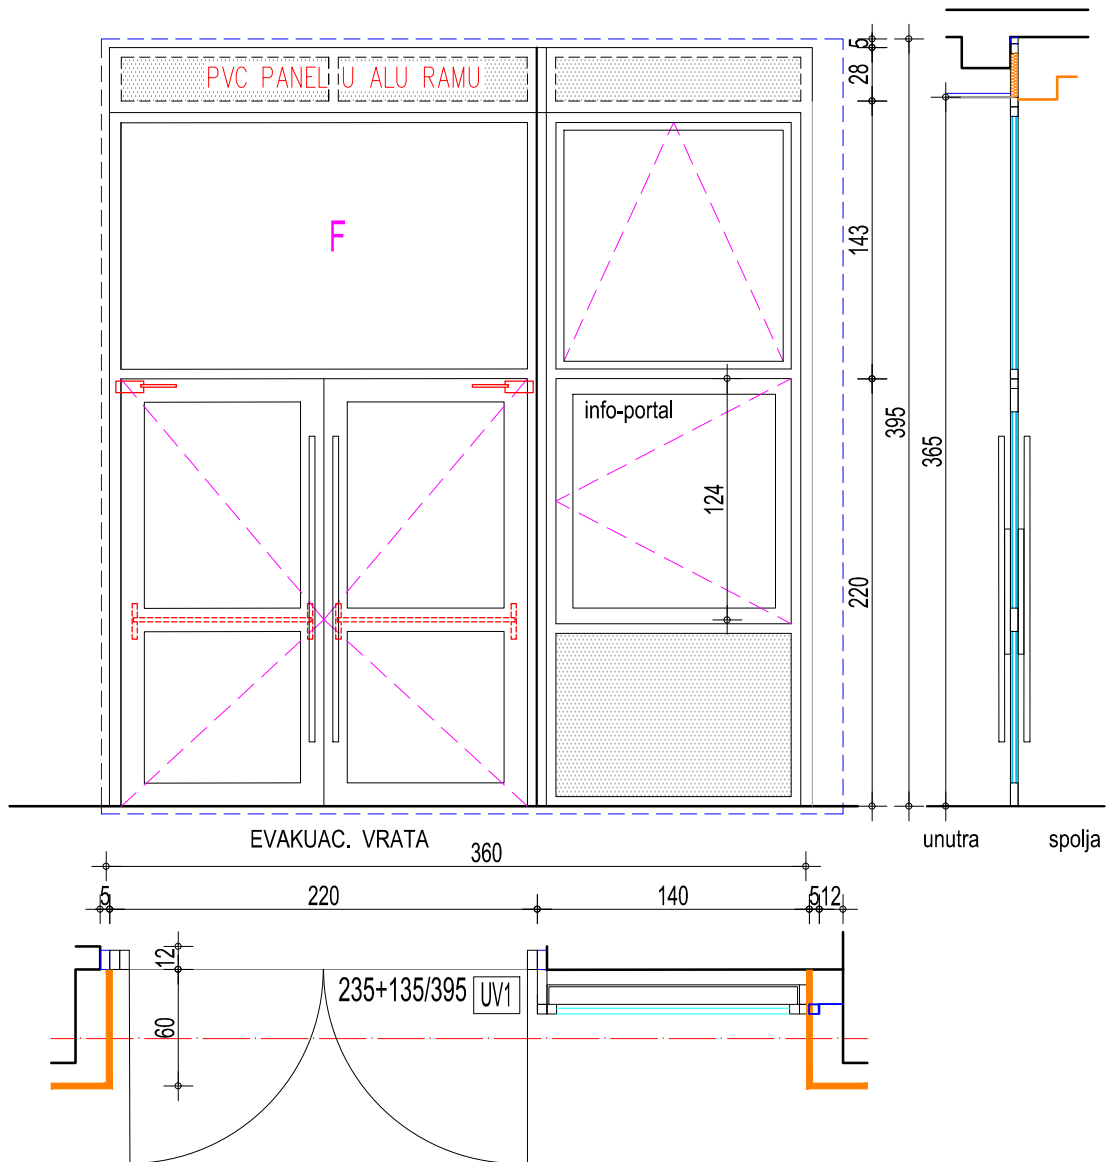 PVC PANEL U ALU RAMU
5
28
F
143
395
365
info-portal
124
220
EVAKUAC. VRATA
unutra
spolja
360
5
220
140
5
12
12
235+135/395
UV1
60